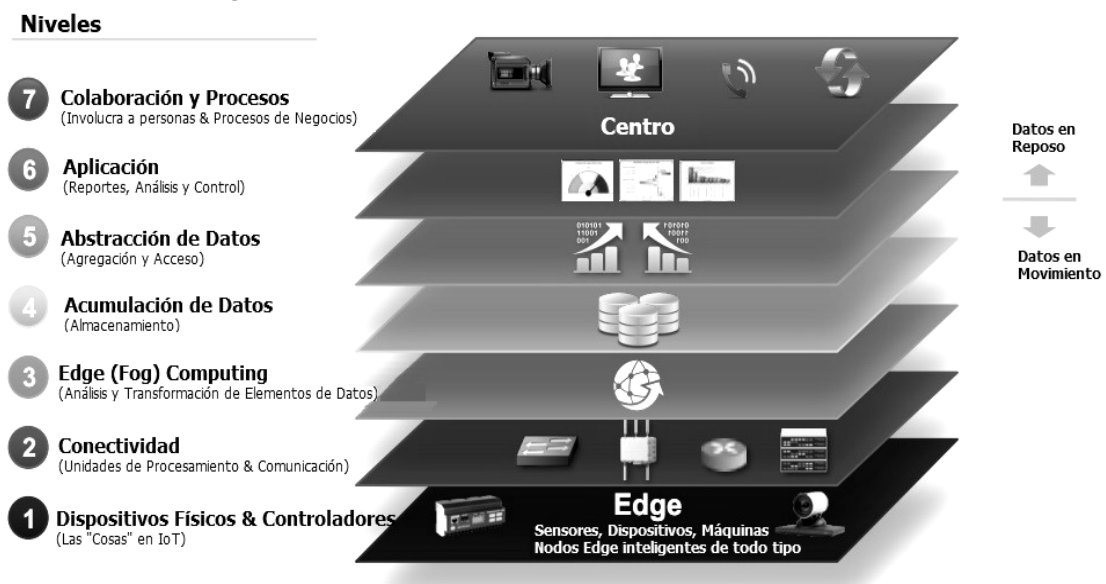 Niveles
7
Colaboración y Procesos
(Involucra a personas & Procesos de Negocios)
Centro
6
Aplicación
(Reportes, Análisis y Control)
Datos en
Reposo
5
Abstracción de Datos
(Agregación y Acceso)
010101
11001
001
Datos en
Movimiento
4
Acumulación de Datos
(Almacenamiento)
3
Edge (Fog) Computing
(Análisis y Transformación de Elementos de Datos)
2
Conectividad
(Unidades de Procesamiento & Comunicación)
1
Dispositivos Físicos & Controladores
(Las "Cosas" en IoT)
Edge
Sensores, Dispositivos, Máquinas
Nodos Edge inteligentes de todo tipo